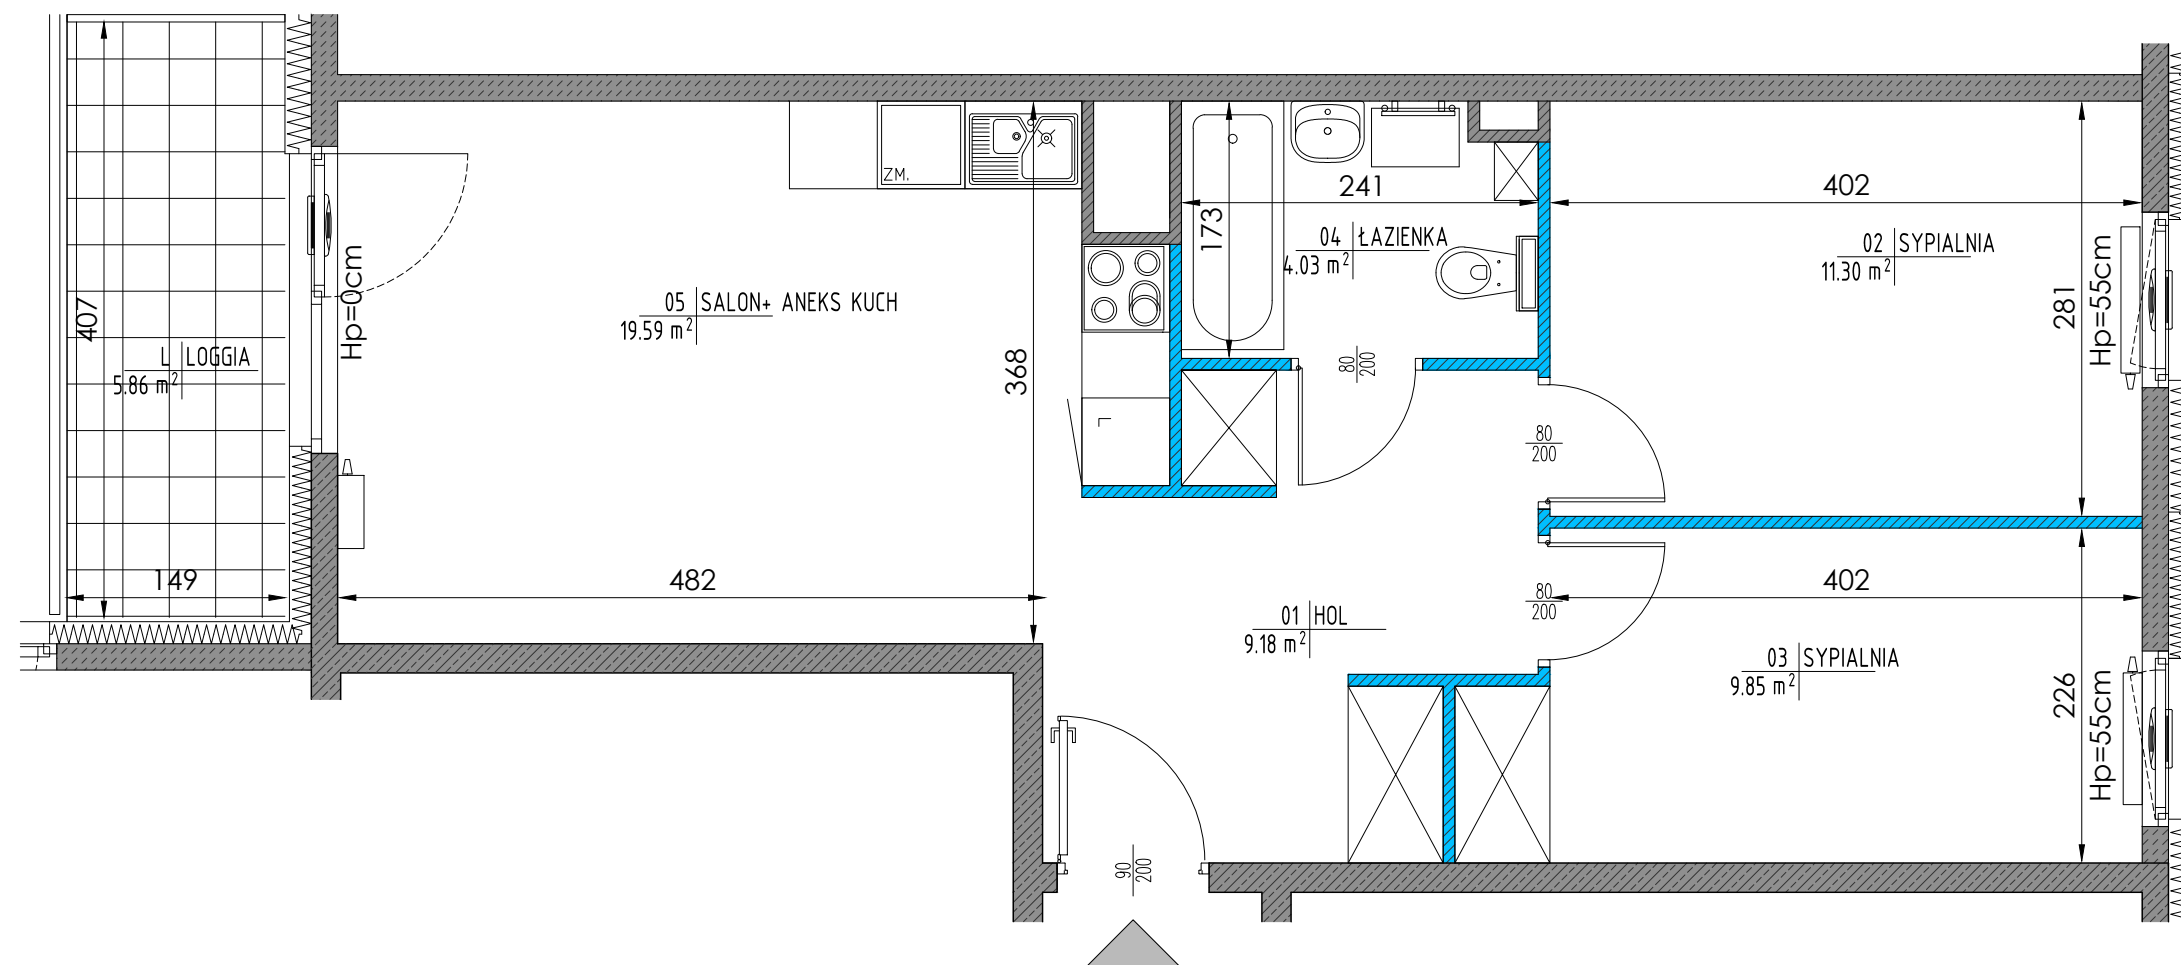 407
L LOGGIA
5.86 m²
149
Hp=0cm
05 SALON+ ANEKS KUCH
19.59 m²
482
368
ZM.
L
173
241
04 ŁAZIENKA
4.03 m²
80
200
402
02 SYPIALNIA
11.30 m²
281
Hp=55cm
80
200
80
200
402
01 HOL
9.18 m²
03 SYPIALNIA
9.85 m²
226
Hp=55cm
90
200